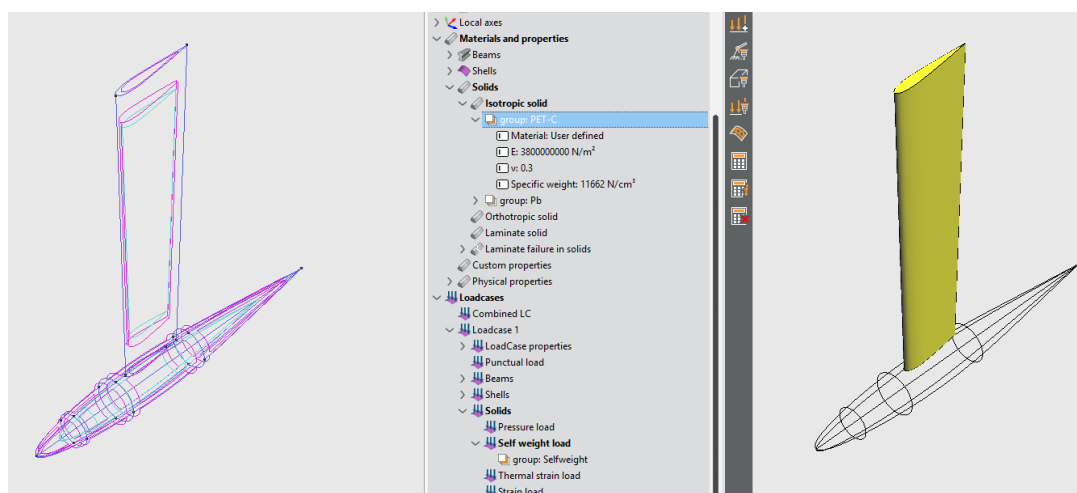 Local axes
Materials and properties
Beams
Shells
Solids
Isotropic solid
group: PET-C
Material: User defined
E: 3800000000 N/m²
ν: 0.3
Specific weight: 11662 N/cm³
group: Pb
Orthotropic solid
Laminate solid
Laminate failure in solids
Custom properties
Physical properties
Loadcases
Combined LC
Loadcase 1
LoadCase properties
Punctual load
Beams
Shells
Solids
Pressure load
Self weight load
group: Selfweight
Thermal strain load
Strain load